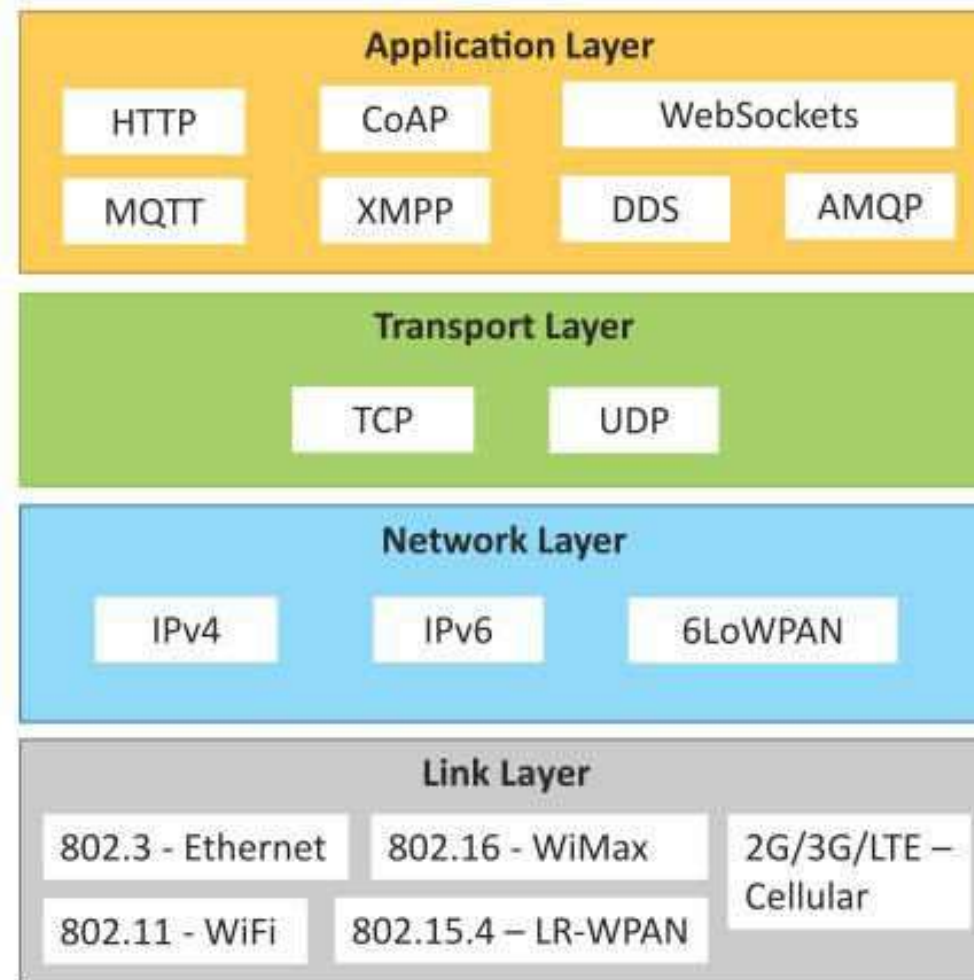 Application Layer
HTTP
CoAP
WebSockets
MQTT
XMPP
DDS
AMQP
Transport Layer
TCP
UDP
Network Layer
IPv4
IPv6
6LoWPAN
Link Layer
802.3 - Ethernet
802.16 - WiMax
2G/3G/LTE –
Cellular
802.11 - WiFi
802.15.4 – LR-WPAN